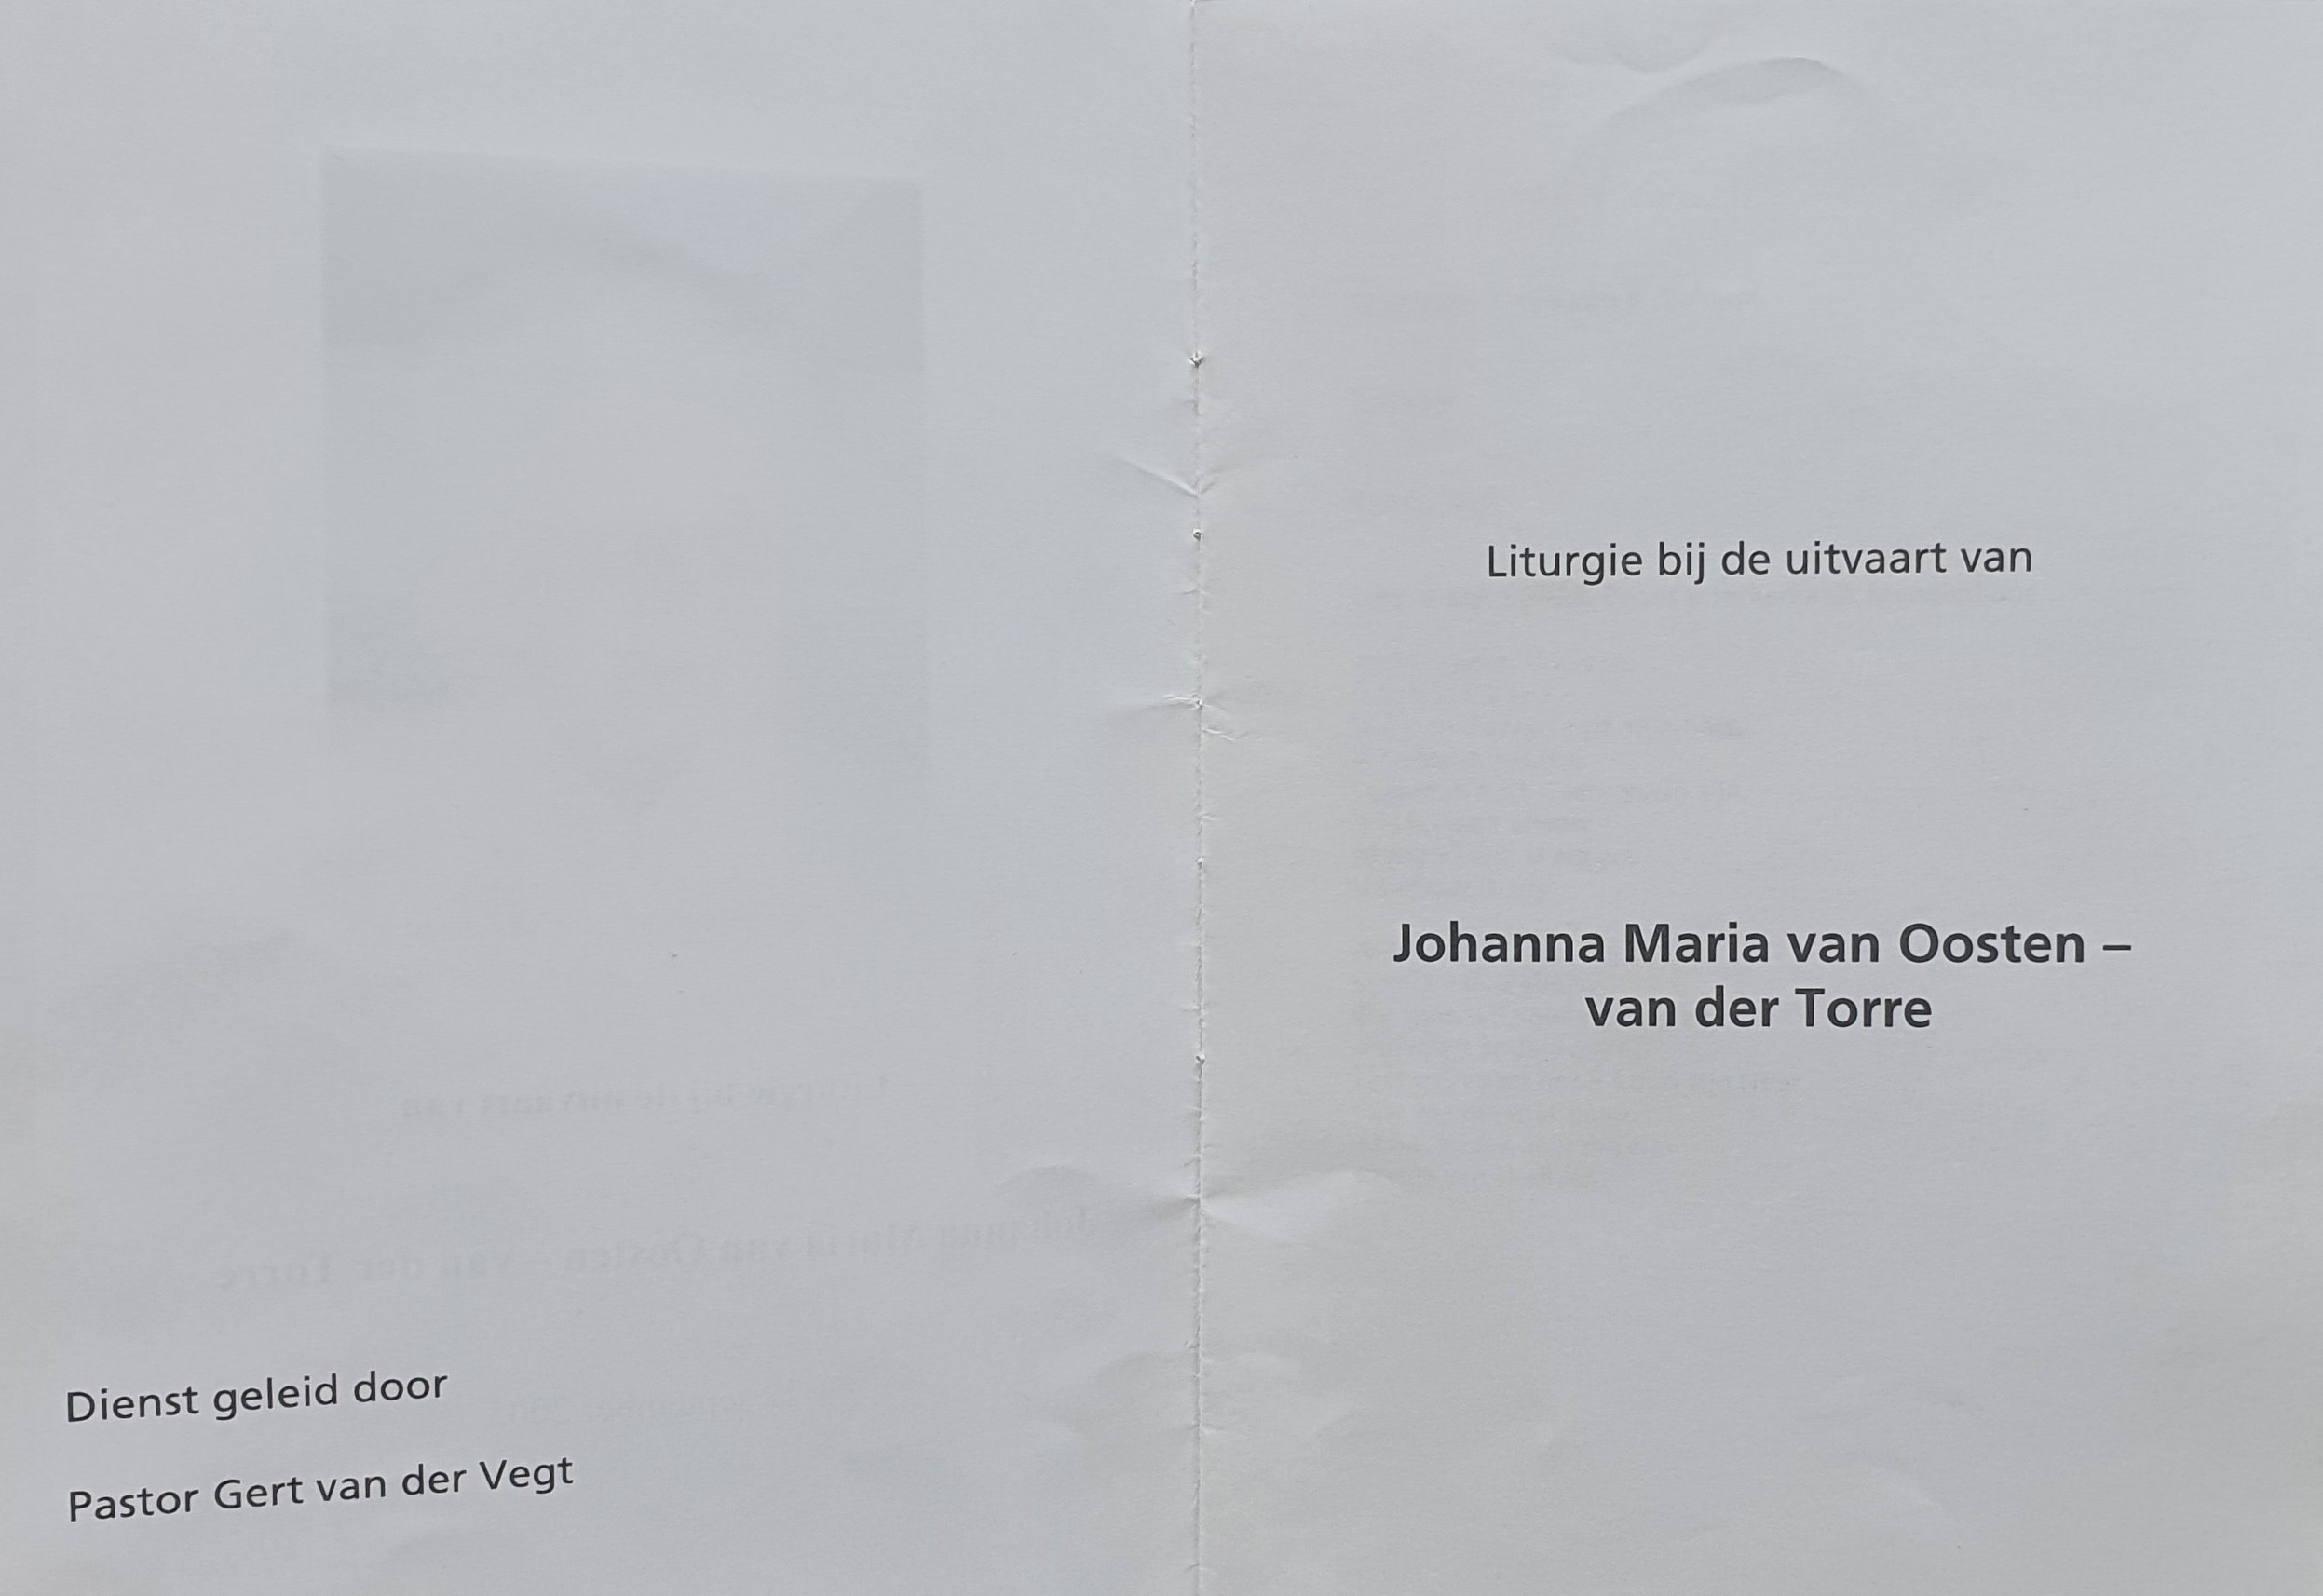 Dienst geleid door
Pastor Gert van der Vegt
Liturgie bij de uitvaart van
Johanna Maria van Oosten –
van der Torre